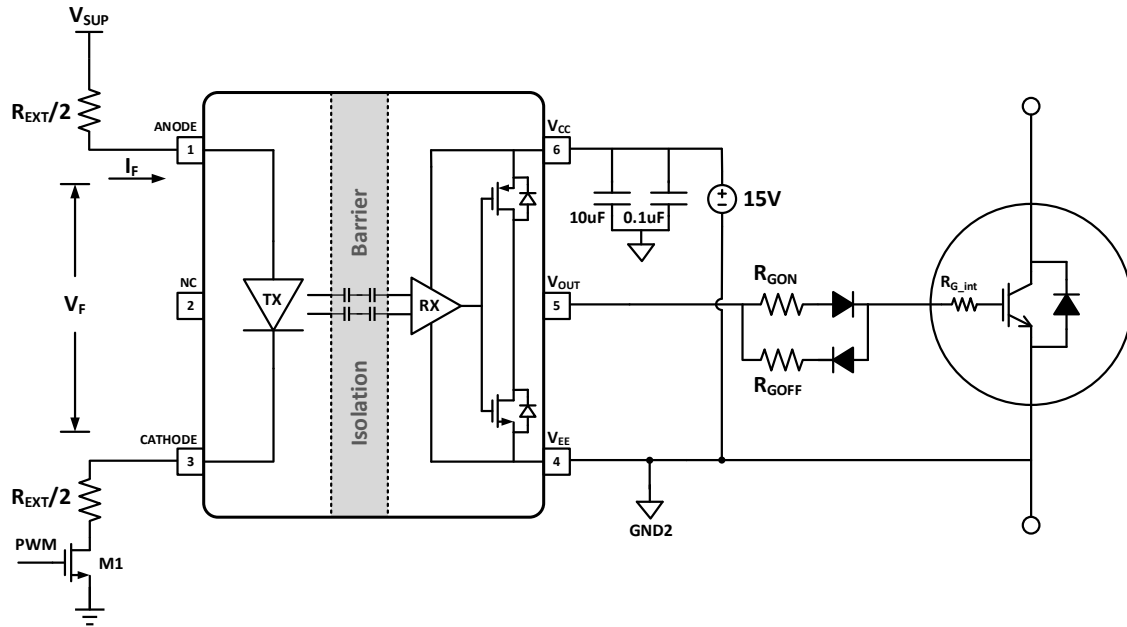 VSUP
REXT/2
ANODE
1
IF
VF
NC
2
CATHODE
3
REXT/2
PWM
M1
TX
Isolation Barrier
RX
VCC
6
VOUT
5
VEE
4
10uF
0.1uF
15V
GND2
RGON
RGOFF
RG_int